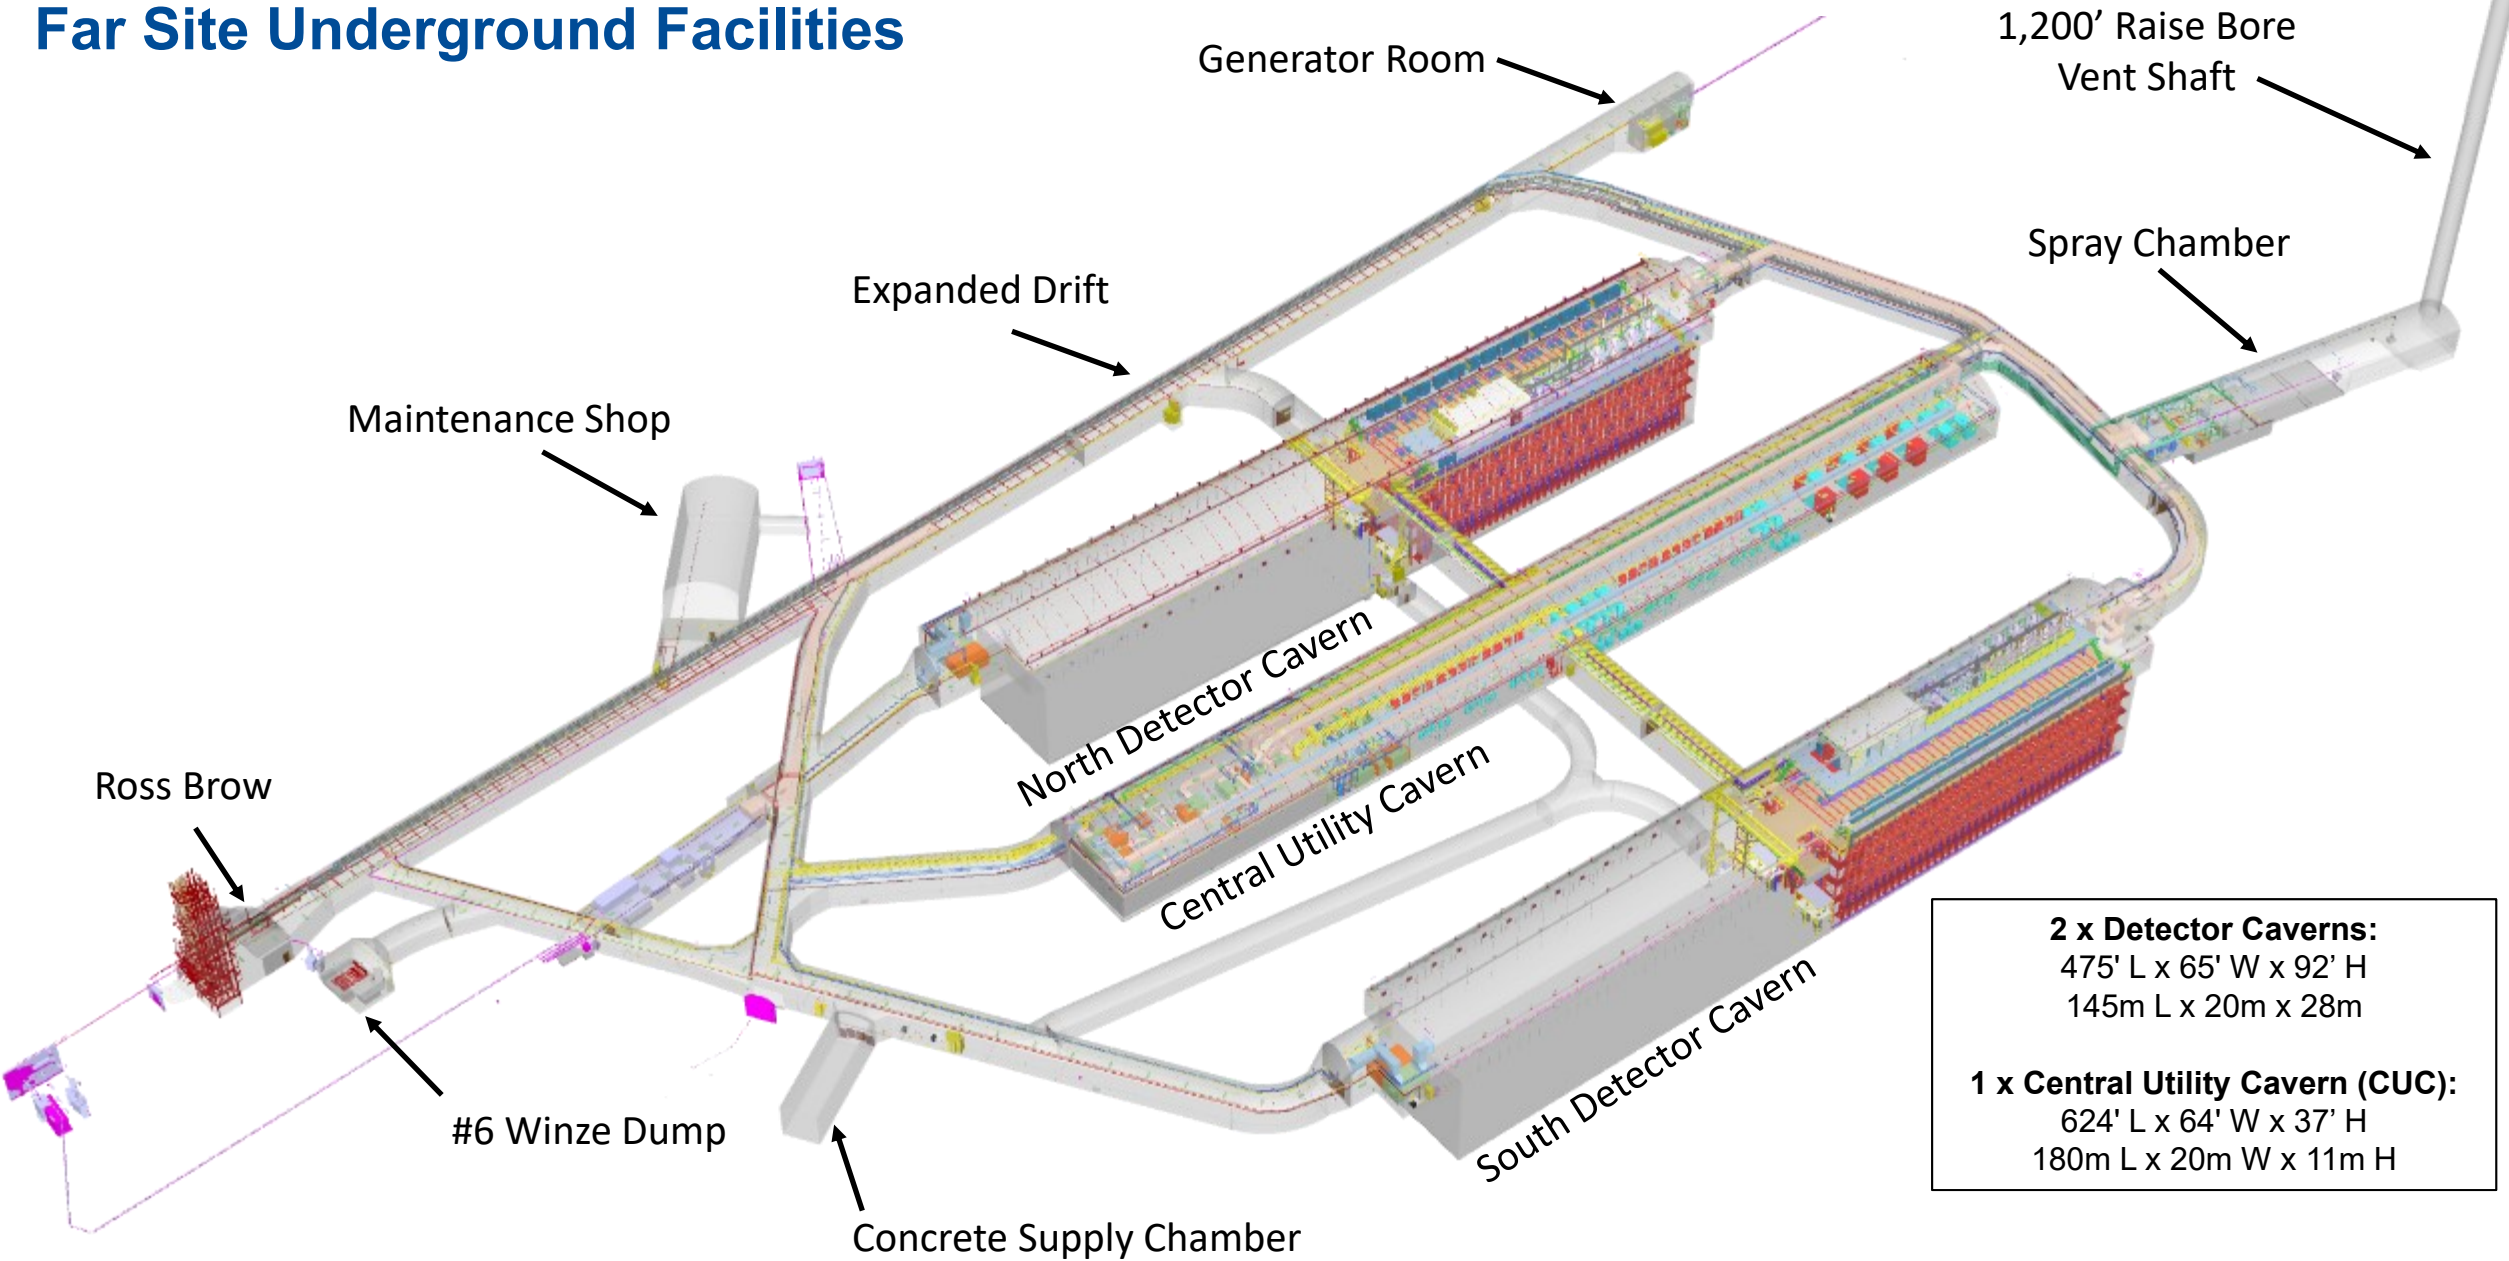 Far Site Underground Facilities
Generator Room
1,200’ Raise Bore
Vent Shaft
Spray Chamber
Expanded Drift
Maintenance Shop
Ross Brow
North Detector Cavern
Central Utility Cavern
South Detector Cavern
#6 Winze Dump
Concrete Supply Chamber
2 x Detector Caverns:
475' L x 65' W x 92’ H
145m L x 20m x 28m
1 x Central Utility Cavern (CUC):
624' L x 64' W x 37’ H
180m L x 20m W x 11m H